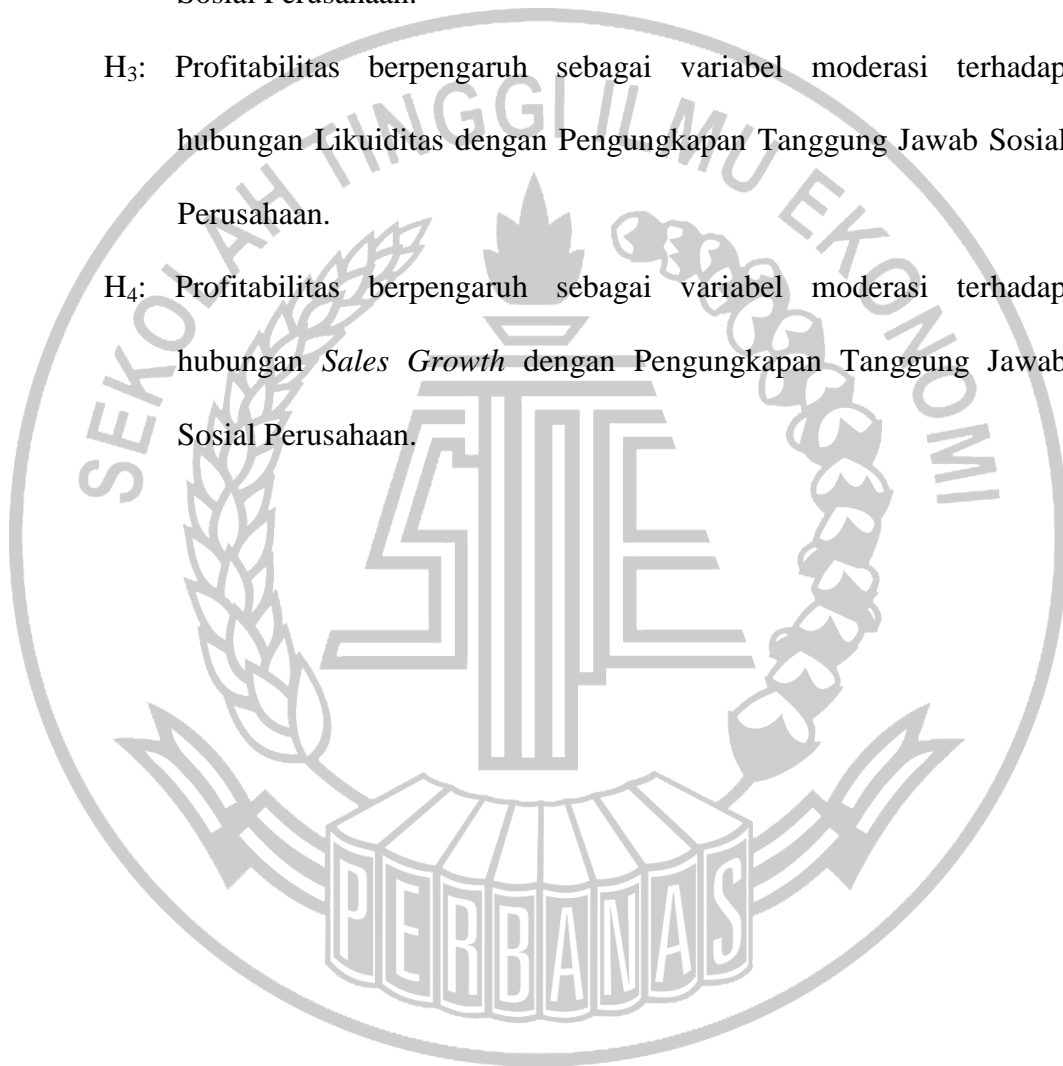 Sosial Perusahaan.
H₃: Profitabilitas berpengaruh sebagai variabel moderasi terhadap
hubungan Likuiditas dengan Pengungkapan Tanggung Jawab Sosial
Perusahaan.
H₄: Profitabilitas berpengaruh sebagai variabel moderasi terhadap
hubungan Sales Growth dengan Pengungkapan Tanggung Jawab
Sosial Perusahaan.
SEKOLAH TINGGI ILMU EKONOMI
STIE
PERBANAS